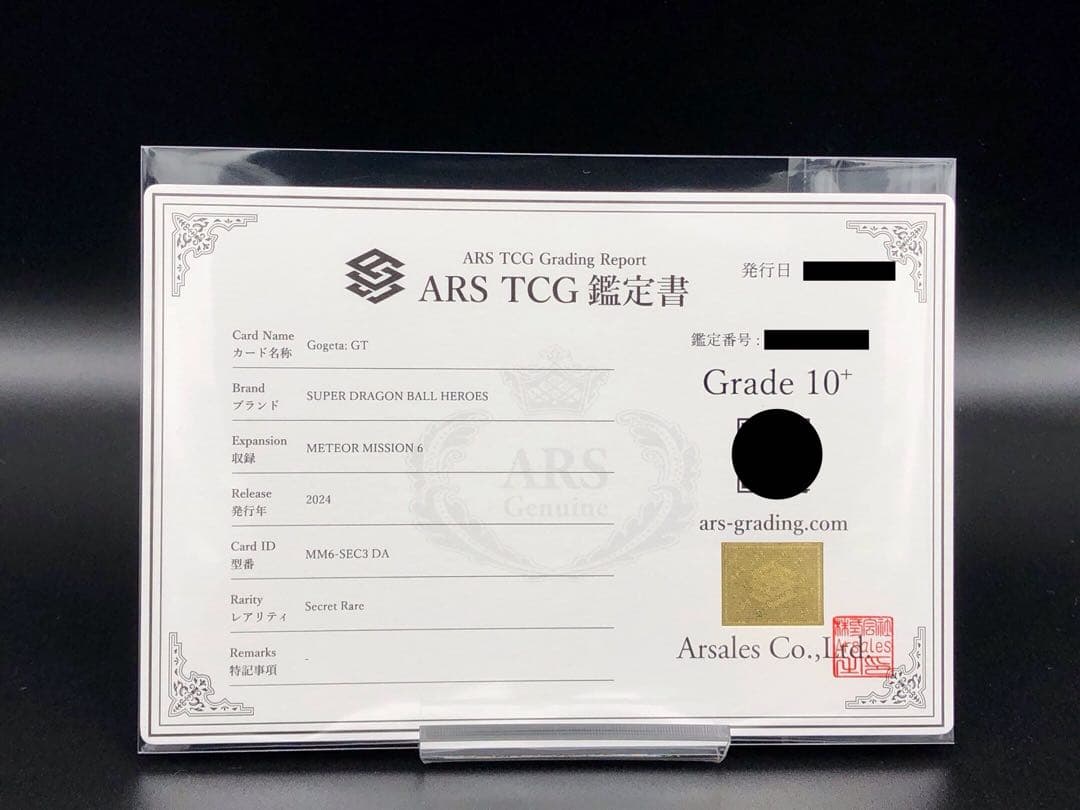 ARS TCG Grading Report
ARS TCG 鑑定書
発行日
鑑定番号 :
Grade 10+
Card Name
カード名称
Gogeta: GT
Brand
ブランド
SUPER DRAGON BALL HEROES
Expansion
収録
METEOR MISSION 6
Release
発行年
2024
Card ID
型番
MM6-SEC3 DA
Rarity
レアリティ
Secret Rare
Remarks
特記事項
-
ARS
Genuine
ars-grading.com
Arsales Co.,Ltd.
Arsales